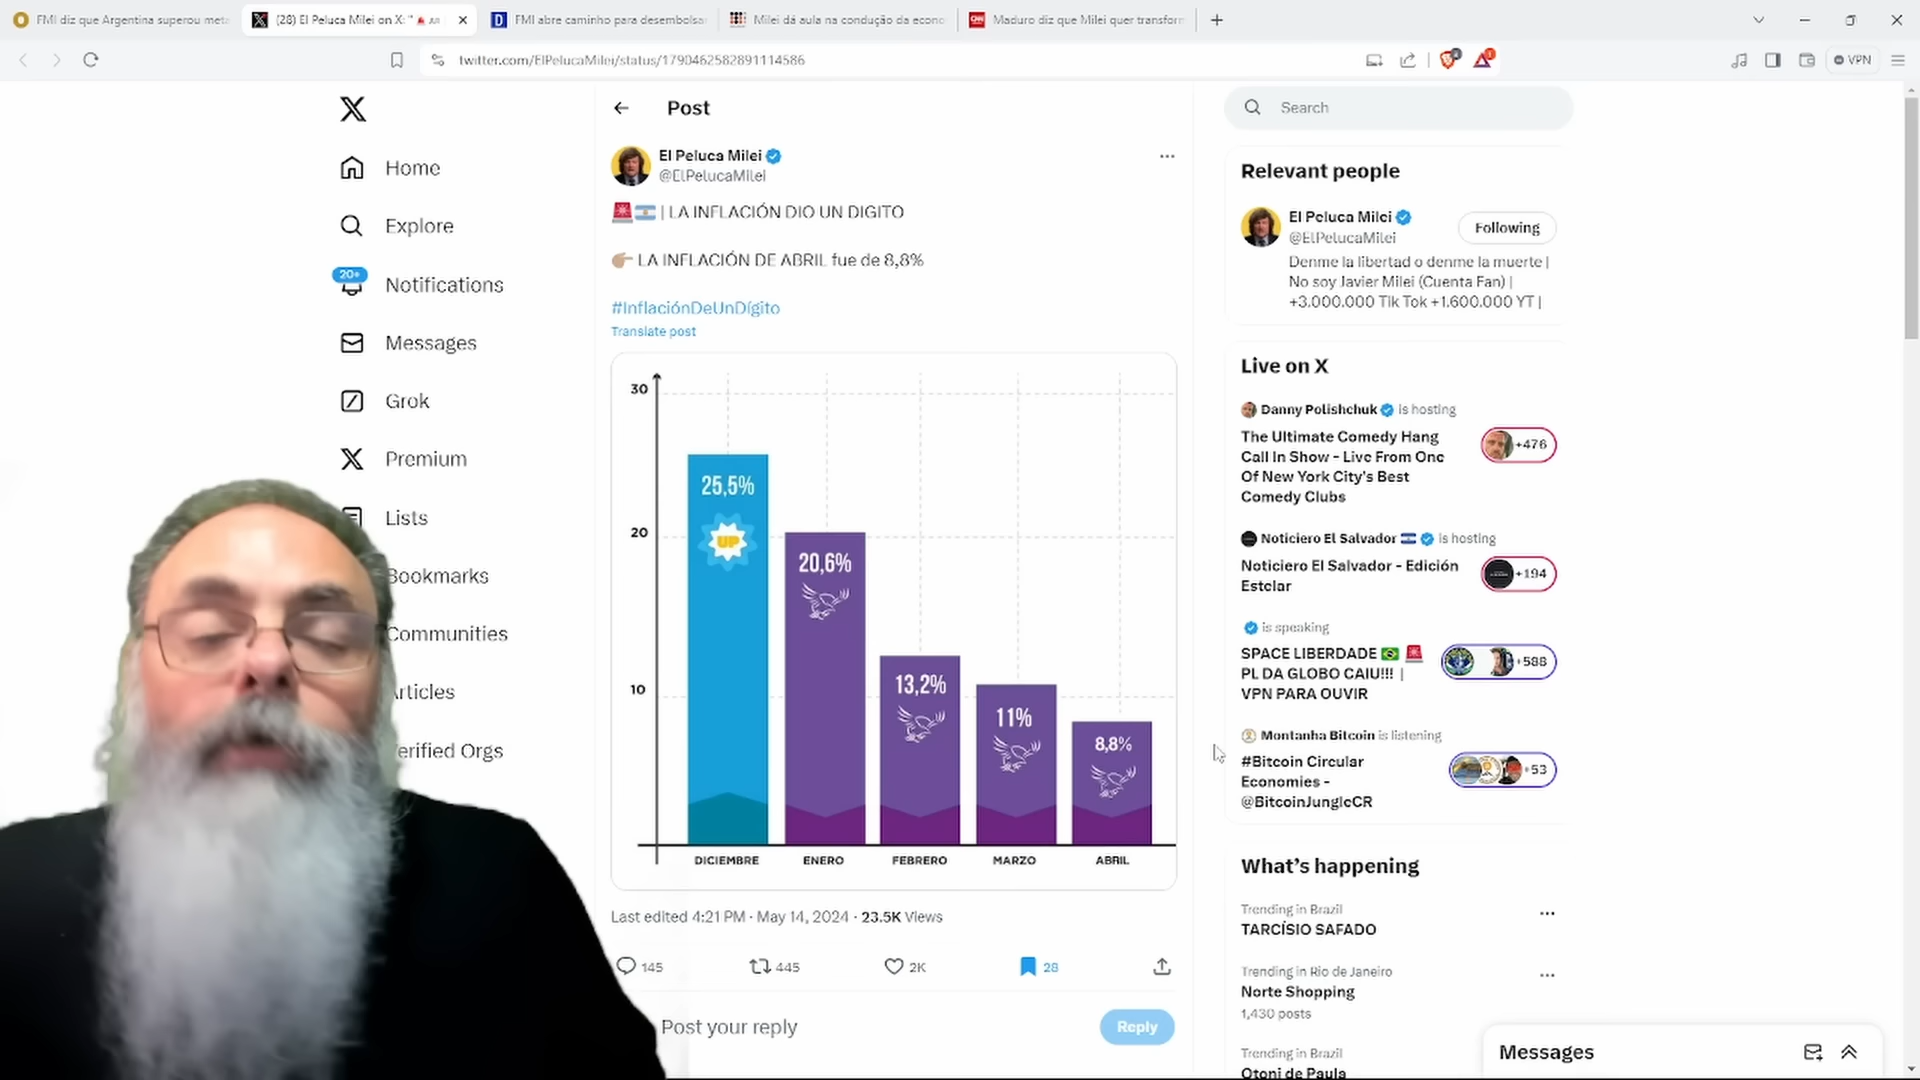 FMI diz que Argentina superou meta
(28) El Peluca Milei on X: "
FMI abre caminho para desembolsa
Milei dá aula na condução da econo
CNN
Maduro diz que Milei quer transform
twitter.com/ElPelucaMilei/status/1790462582891114586
VPN
Home
Explore
20+
Notifications
Messages
Grok
Premium
Lists
Bookmarks
Communities
Articles
Verified Orgs
Post
El Peluca Milei
@ElPelucaMilei
| LA INFLACIÓN DIO UN DIGITO
LA INFLACIÓN DE ABRIL fue de 8,8%
#InflaciónDeUnDígito
Translate post
30
20
10
25,5%
UP
20,6%
13,2%
11%
8,8%
DICIEMBRE
ENERO
FEBRERO
MARZO
ABRIL
Last edited 4:21 PM · May 14, 2024 · 23.5K Views
145
445
2K
28
Post your reply
Reply
Search
Relevant people
El Peluca Milei
@ElPelucaMilei
Following
Denme la libertad o denme la muerte |
No soy Javier Milei (Cuenta Fan) |
+3.000.000 Tik Tok +1.600.000 YT |
Live on X
Danny Polishchuk is hosting
The Ultimate Comedy Hang
Call In Show - Live From One
Of New York City's Best
Comedy Clubs
+476
Noticiero El Salvador is hosting
Noticiero El Salvador - Edición
Estelar
+194
is speaking
SPACE LIBERDADE
PL DA GLOBO CAIU!!! |
VPN PARA OUVIR
+588
Montanha Bitcoin is listening
#Bitcoin Circular
Economies -
@BitcoinJungleCR
+53
What's happening
Trending in Brazil
TARCÍSIO SAFADO
Trending in Rio de Janeiro
Norte Shopping
1,430 posts
Trending in Brazil
Otoni de Paula
Messages